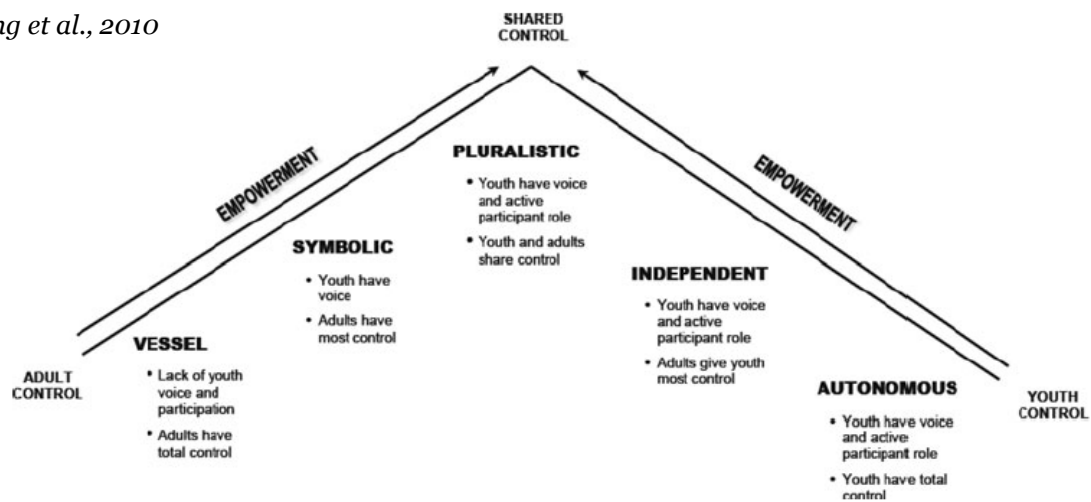 ng et al., 2010
SHARED
CONTROL
EMPOWERMENT
EMPOWERMENT
PLURALISTIC
• Youth have voice
and active
participant role
• Youth and adults
share control
SYMBOLIC
• Youth have
voice
• Adults have
most control
INDEPENDENT
• Youth have voice
and active
participant role
• Adults give youth
most control
VESSEL
• Lack of youth
voice and
participation
• Adults have
total control
ADULT
CONTROL
AUTONOMOUS
• Youth have voice
and active
participant role
• Youth have total
control
YOUTH
CONTROL